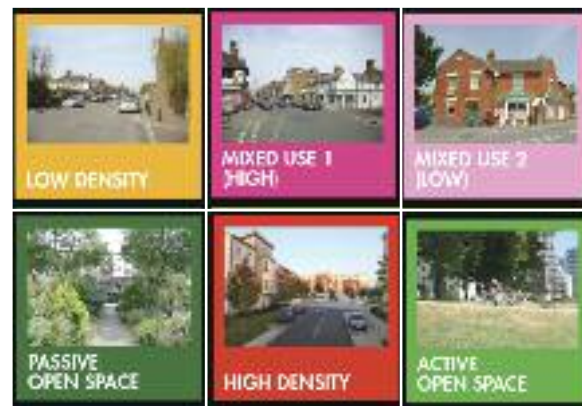 LOW DENSITY
MIXED USE 1
(HIGH)
MIXED USE 2
(LOW)
PASSIVE
OPEN SPACE
HIGH DENSITY
ACTIVE
OPEN SPACE